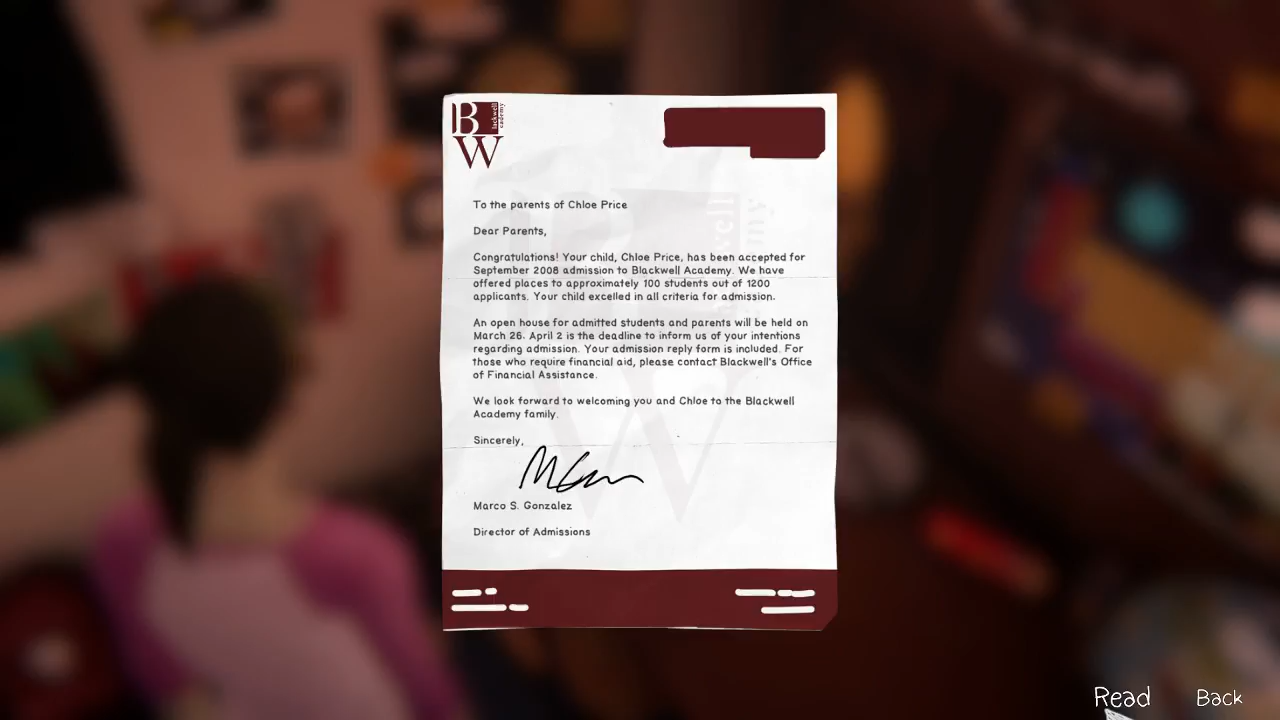 B lackwell
cademy
W
To the parents of Chloe Price
Dear Parents,
Congratulations! Your child, Chloe Price, has been accepted for
September 2008 admission to Blackwell Academy. We have
offered places to approximately 100 students out of 1200
applicants. Your child excelled in all criteria for admission.
An open house for admitted students and parents will be held on
March 26. April 2 is the deadline to inform us of your intentions
regarding admission. Your admission reply form is included. For
those who require financial aid, please contact Blackwell's Office
of Financial Assistance.
We look forward to welcoming you and Chloe to the Blackwell
Academy family.
Sincerely,
Marco S. Gonzalez
Director of Admissions
Read Back